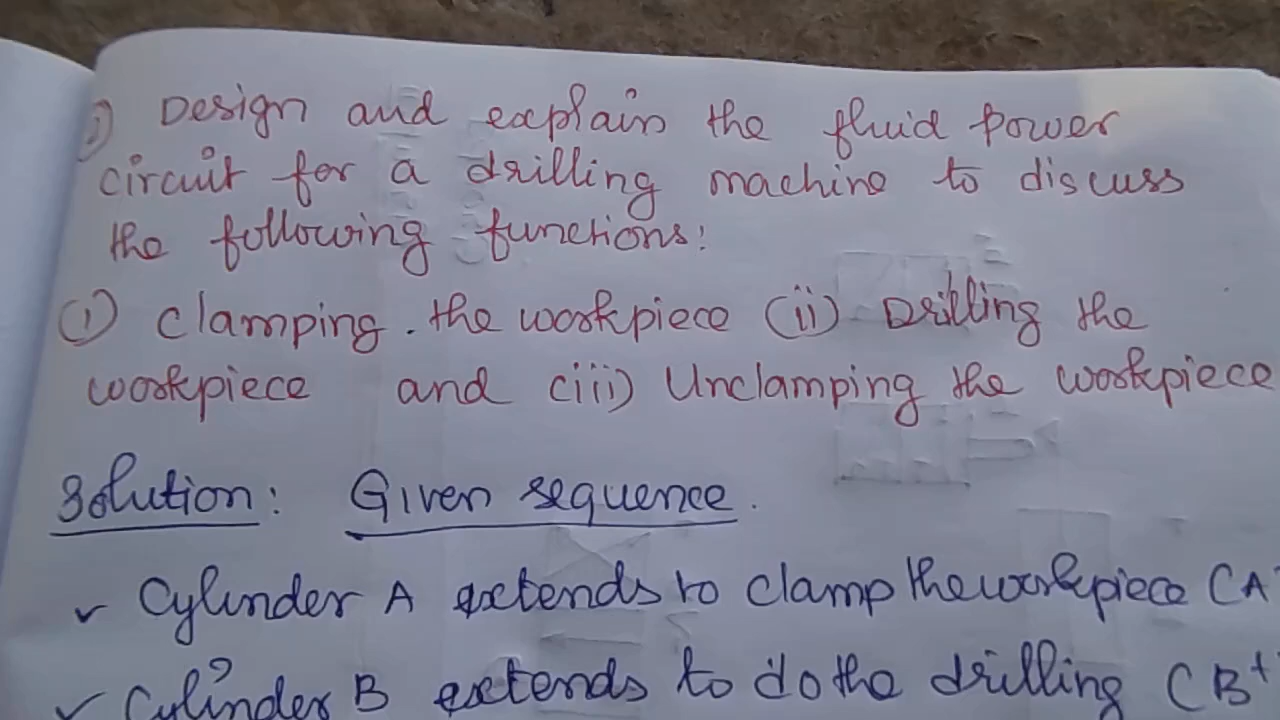 Design and explain the fluid power
circuit for a drilling machine to discuss
the following functions:
(i) Clamping. the workpiece (ii) Drilling the
workpiece and (iii) Unclamping the workpiece
Solution: Given sequence.
✓ Cylinder A extends to clamp the workpiece (A+
✓ Cylinder B extends to do the drilling (B+